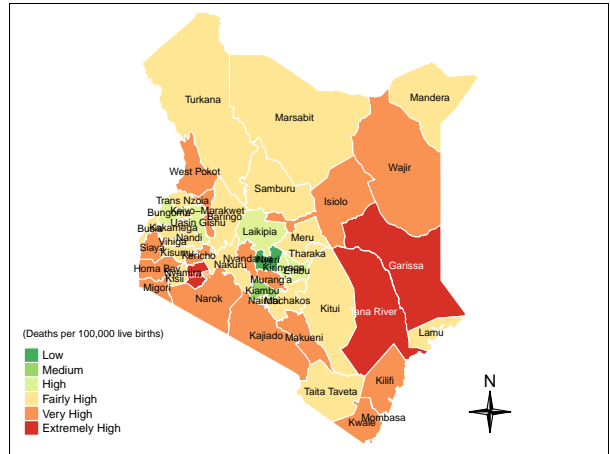 Turkana
Mandera
Marsabit
Wajir
West Pokot
Samburu
Isiolo
Trans Nzoia
Keiyo-Marakwet
Bungoma
Baringo
Uasin Gishu
Busia
Kakamega
Laikipia
Meru
Nandi
Vihiga
Siaya
Kisumu
Kericho
Nyandarua
Nyeri
Tharaka
Garissa
Nakuru
Kirinyaga
Embu
Homa Bay
Nyamira
Kisii
Murang'a
Migori
Kiambu
Narok
Nairobi
Machakos
Kitui
Tana River
Kajiado
Makueni
Lamu
(Deaths per 100,000 live births)
Low
Medium
High
Fairly High
Very High
Extremely High
Taita Taveta
Kilifi
Mombasa
Kwale
N